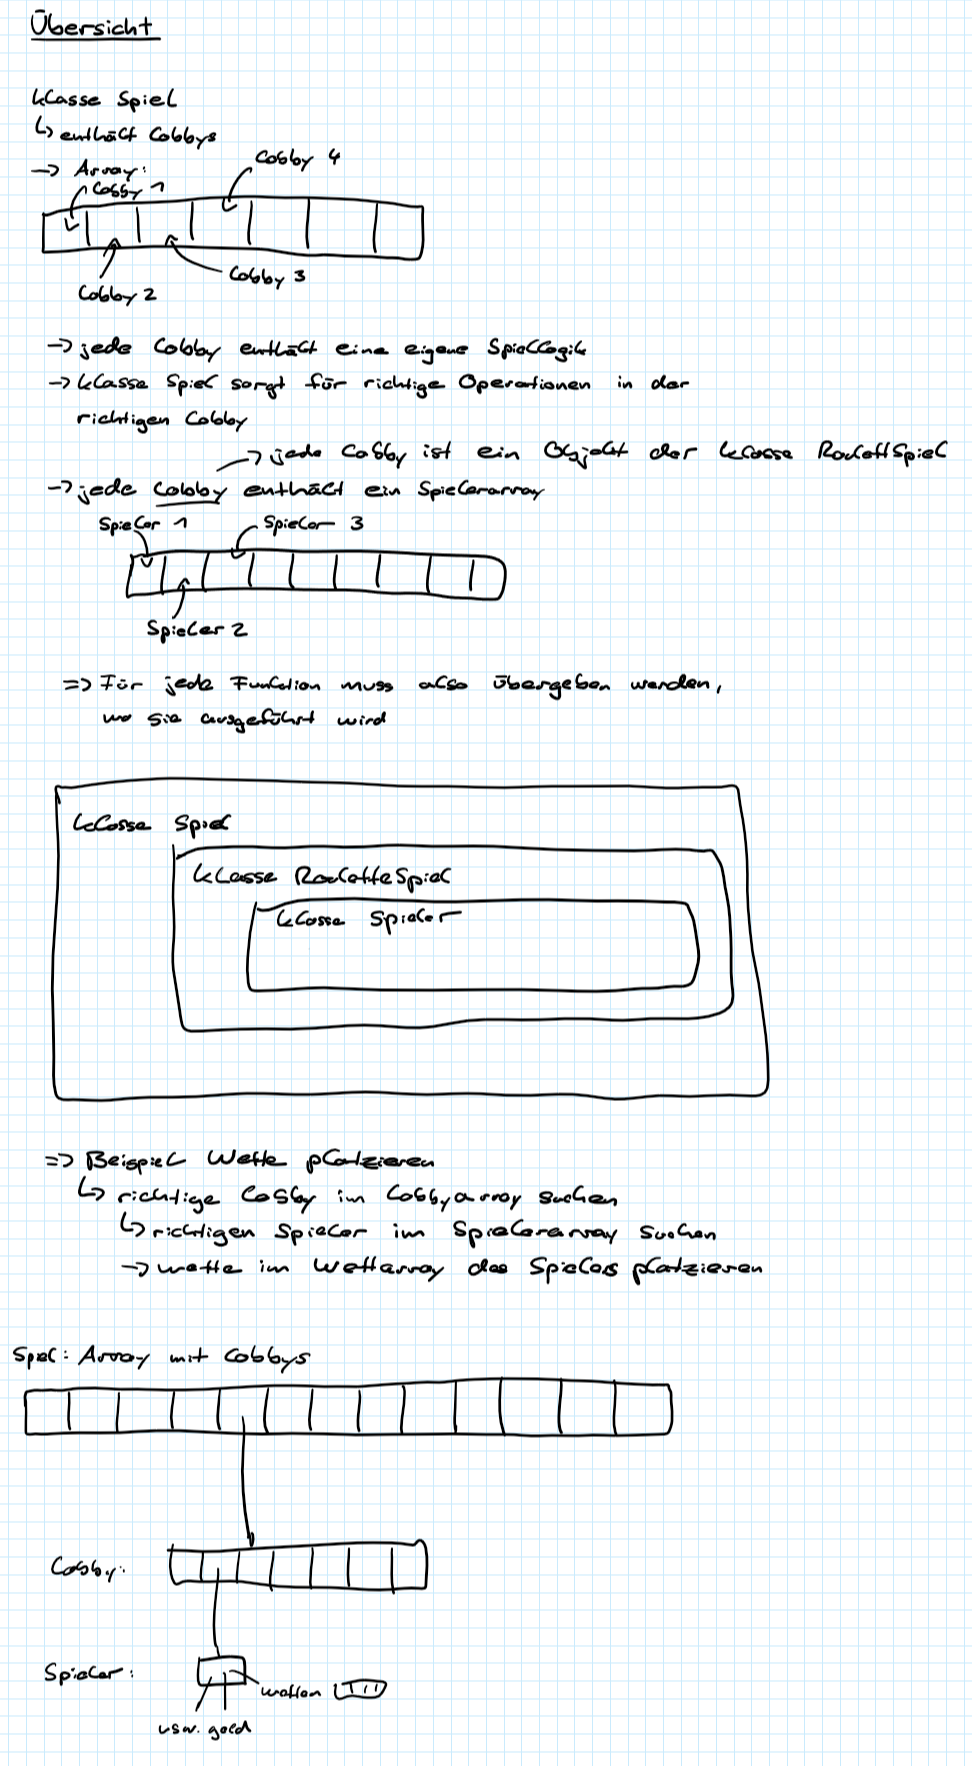 Übersicht
Klasse Spiel
↳ enthält Lobbys
→ Array:
Lobby 4
Lobby 1
Lobby 3
Lobby 2
→ jede Lobby enthält eine eigene Spiellogik
→ Klasse Spiel sorgt für richtige Operationen in der
richtigen Lobby
→ jede Lobby ist ein Objekt der Klasse RoulettSpiel
→ jede Lobby enthält ein Spielerarray
Spieler 1
Spieler 3
Spieler 2
=> Für jede Funktion muss also übergeben werden,
wo sie ausgeführt wird
Klasse Spiel
Klasse RouletteSpiel
Klasse Spieler
=> Beispiel Wette platzieren
↳ richtige Lobby im Lobbyarray suchen
↳ richtigen Spieler im Spielerarray suchen
→ wette im Wettarray des Spielers platzieren
Spiel: Array mit Lobbys
Lobby:
Spieler:
wetten
usw. geld